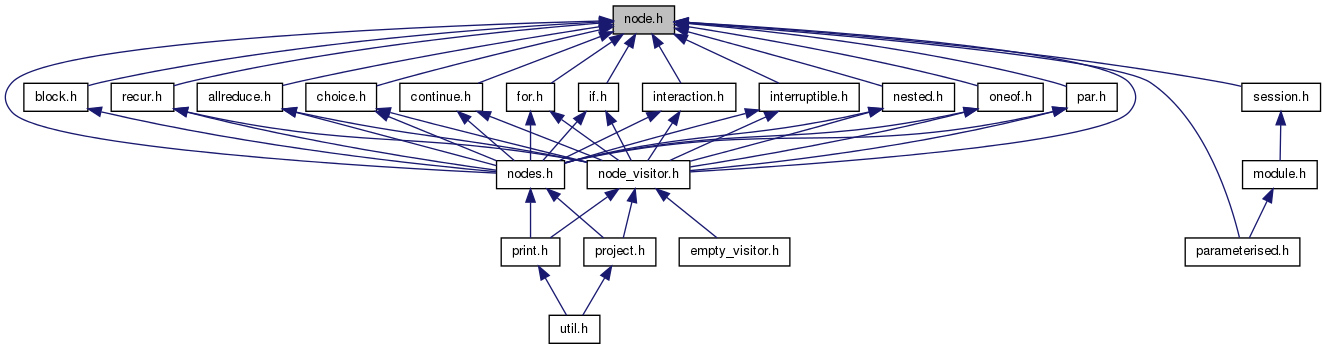 node.h
block.h
recur.h
allreduce.h
choice.h
continue.h
for.h
if.h
interaction.h
interruptible.h
nested.h
oneof.h
par.h
session.h
nodes.h
node_visitor.h
module.h
print.h
project.h
empty_visitor.h
parameterised.h
util.h